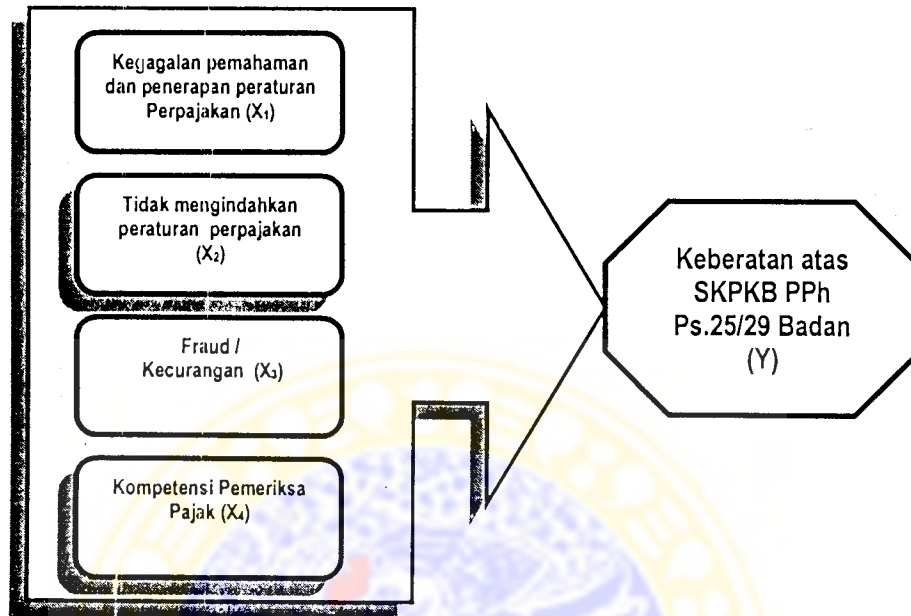 Kegagalan pemahaman
dan penerapan peraturan
Perpajakan (X₁)
Tidak mengindahkan
peraturan perpajakan
(X₂)
Fraud /
Kecurangan (X₃)
Kompetensi Pemeriksa
Pajak (X₄)
Keberatan atas
SKPKB PPh
Ps.25/29 Badan
(Y)